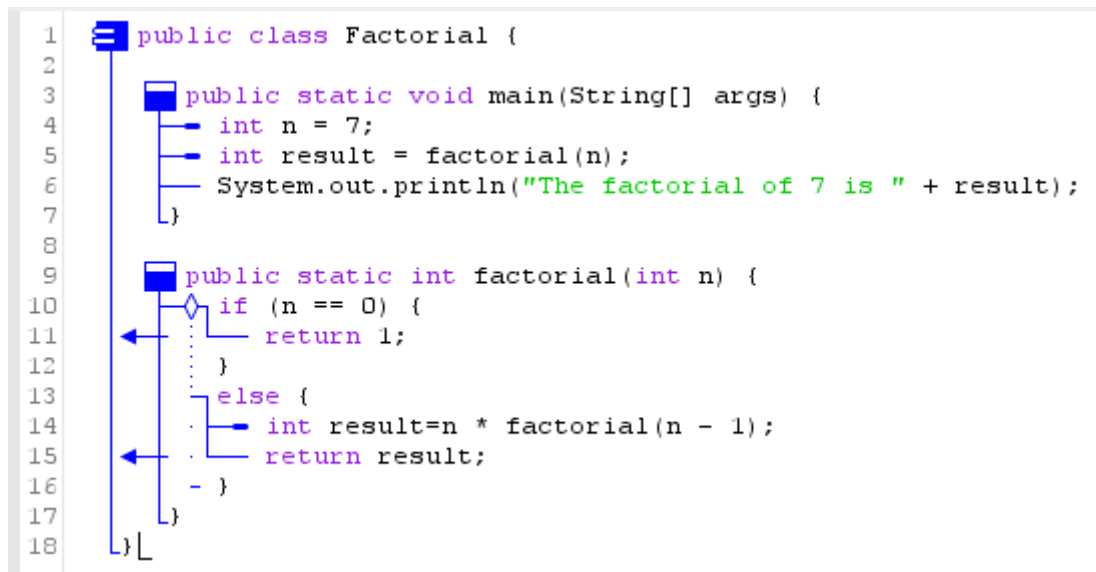 1 public class Factorial {
2
3 public static void main(String[] args) {
4 int n = 7;
5 int result = factorial(n);
6 System.out.println("The factorial of 7 is " + result);
7 }
8
9 public static int factorial(int n) {
10 if (n == 0) {
11 return 1;
12 }
13 else {
14 int result=n * factorial(n - 1);
15 return result;
16 }
17 }
18 }